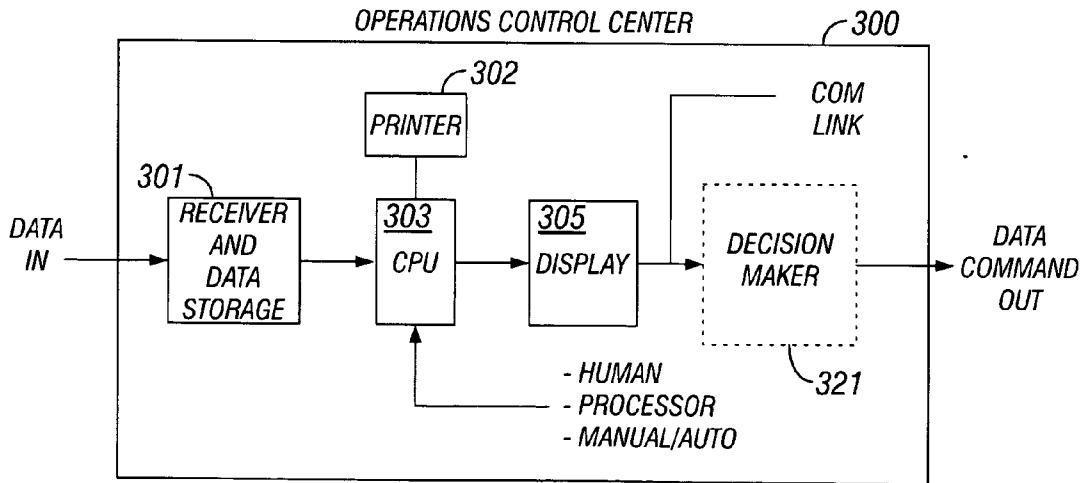 OPERATIONS CONTROL CENTER
300
302
PRINTER
COM
LINK
301
RECEIVER
AND
DATA
STORAGE
303
CPU
305
DISPLAY
DECISION
MAKER
DATA
IN
DATA
COMMAND
OUT
321
- HUMAN
- PROCESSOR
- MANUAL/AUTO